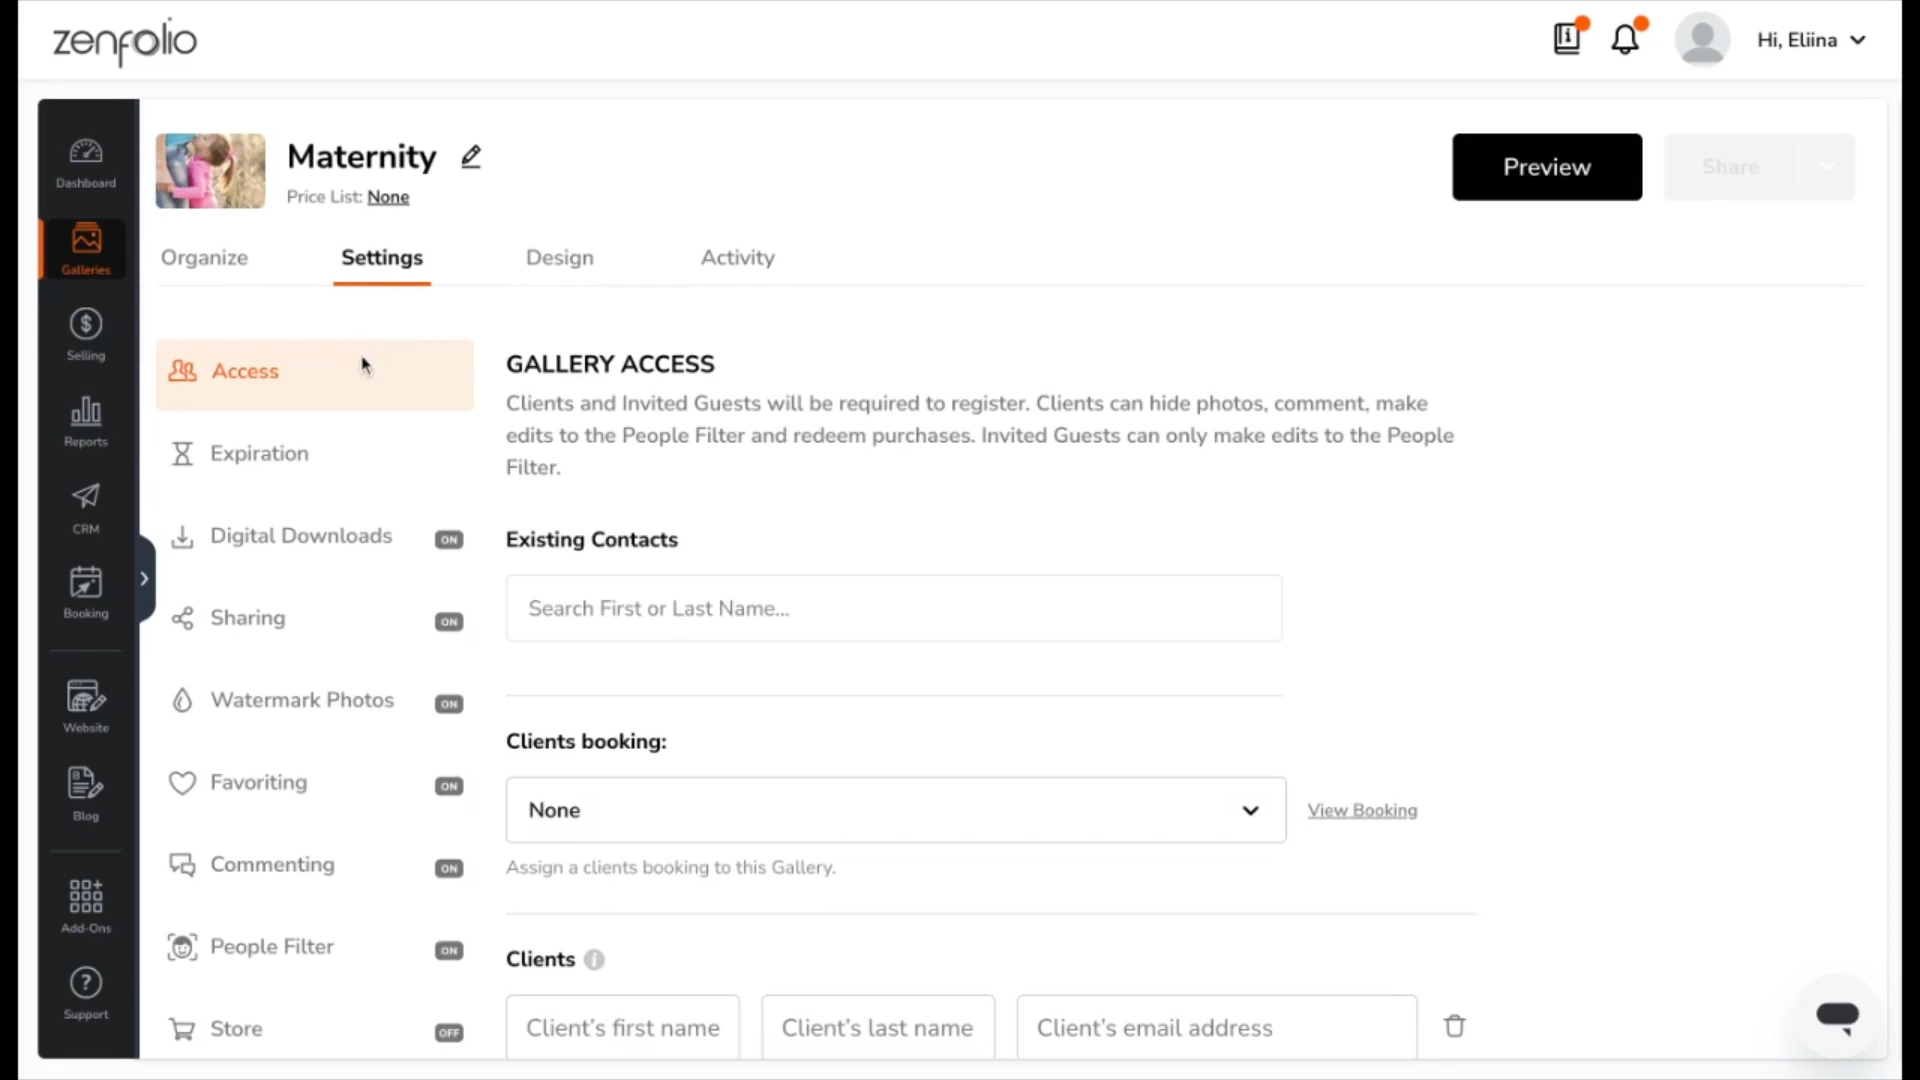 zenfolio
Hi, Eliina
Dashboard
Galleries
Selling
Reports
CRM
Booking
Website
Blog
Add-Ons
Support
Maternity
Price List: None
Preview
Share
Organize
Settings
Design
Activity
Access
Expiration
Digital Downloads ON
Sharing ON
Watermark Photos ON
Favoriting ON
Commenting ON
People Filter ON
Store OFF
GALLERY ACCESS
Clients and Invited Guests will be required to register. Clients can hide photos, comment, make
edits to the People Filter and redeem purchases. Invited Guests can only make edits to the People
Filter.
Existing Contacts
Search First or Last Name...
Clients booking:
None
View Booking
Assign a clients booking to this Gallery.
Clients
Client's first name
Client's last name
Client's email address